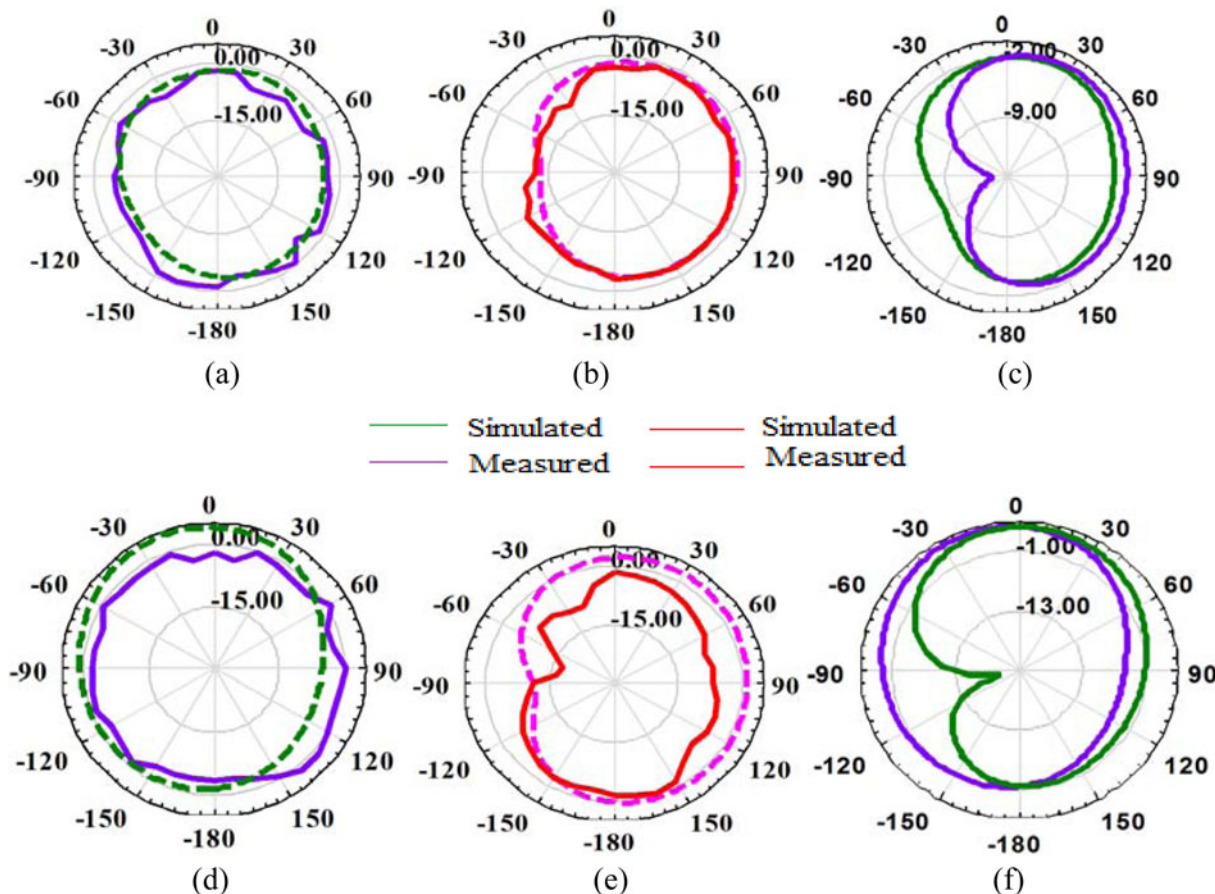 0 0 0
-30 30 -30 30 -30 30
0.00 0.00 -2.00
-60 60 -60 60 -60 60
-15.00 -15.00 -9.00
-90 90 -90 90 -90 90
-120 120 -120 120 -120 120
-150 150 -150 150 -150 150
-180 -180 -180
(a) (b) (c)
Simulated Simulated
Measured Measured
0 0 0
-30 30 -30 30 -30 30
0.00 0.00 -1.00
-60 60 -60 60 -60 60
-15.00 -15.00 -13.00
-90 90 -90 90 -90 90
-120 120 -120 120 -120 120
-150 150 -150 150 -150 150
-180 -180 -180
(d) (e) (f)